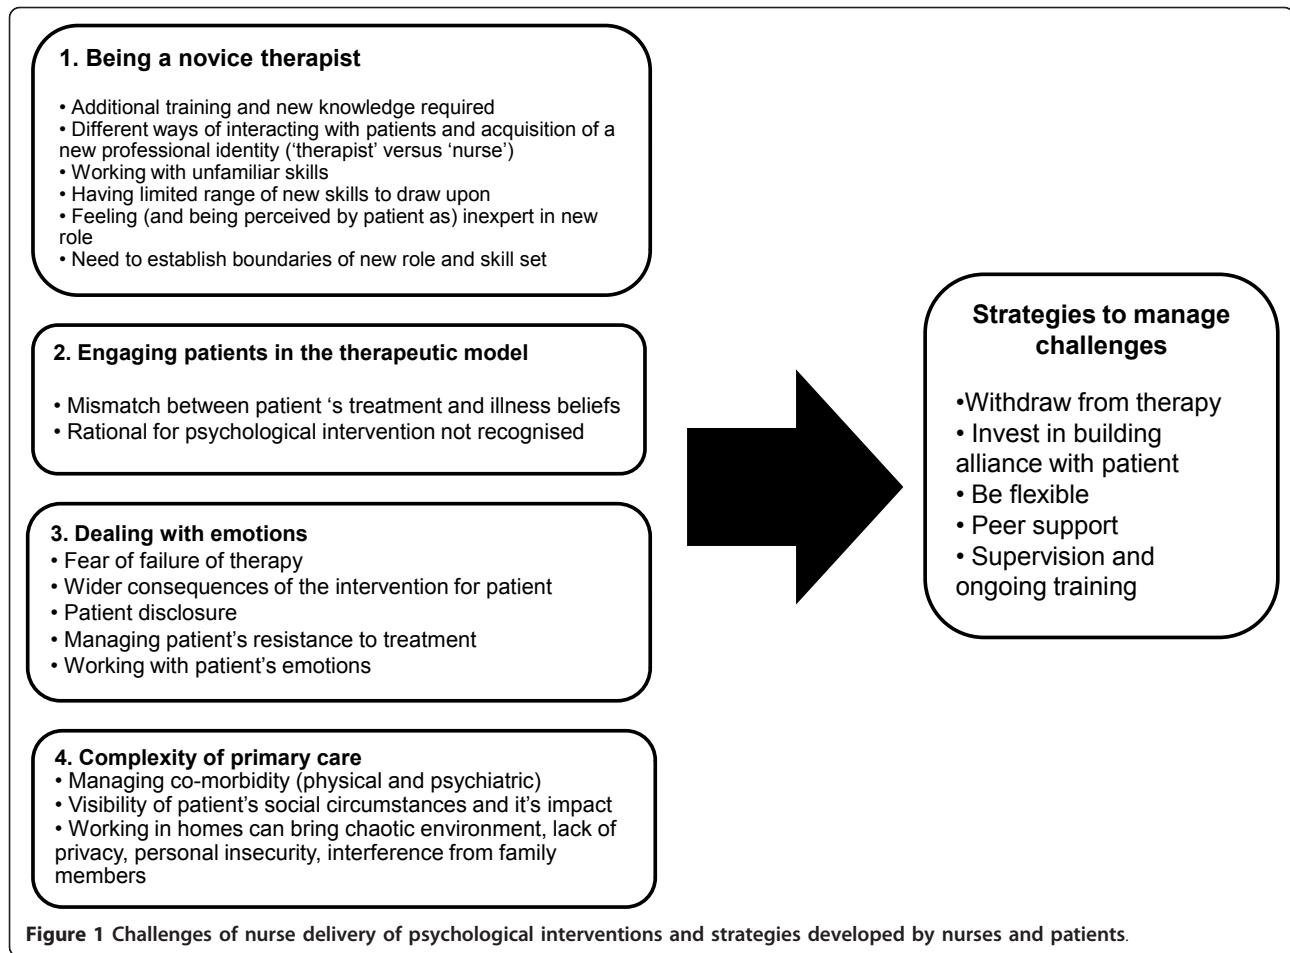 1. Being a novice therapist
• Additional training and new knowledge required
• Different ways of interacting with patients and acquisition of a
new professional identity (‘therapist’ versus ‘nurse’)
• Working with unfamiliar skills
• Having limited range of new skills to draw upon
• Feeling (and being perceived by patient as) inexpert in new
role
• Need to establish boundaries of new role and skill set
2. Engaging patients in the therapeutic model
• Mismatch between patient ‘s treatment and illness beliefs
• Rational for psychological intervention not recognised
3. Dealing with emotions
• Fear of failure of therapy
• Wider consequences of the intervention for patient
• Patient disclosure
• Managing patient’s resistance to treatment
• Working with patient’s emotions
4. Complexity of primary care
• Managing co-morbidity (physical and psychiatric)
• Visibility of patient’s social circumstances and it’s impact
• Working in homes can bring chaotic environment, lack of
privacy, personal insecurity, interference from family
members
Strategies to manage
challenges
•Withdraw from therapy
• Invest in building
alliance with patient
• Be flexible
• Peer support
• Supervision and
ongoing training
Figure 1 Challenges of nurse delivery of psychological interventions and strategies developed by nurses and patients.